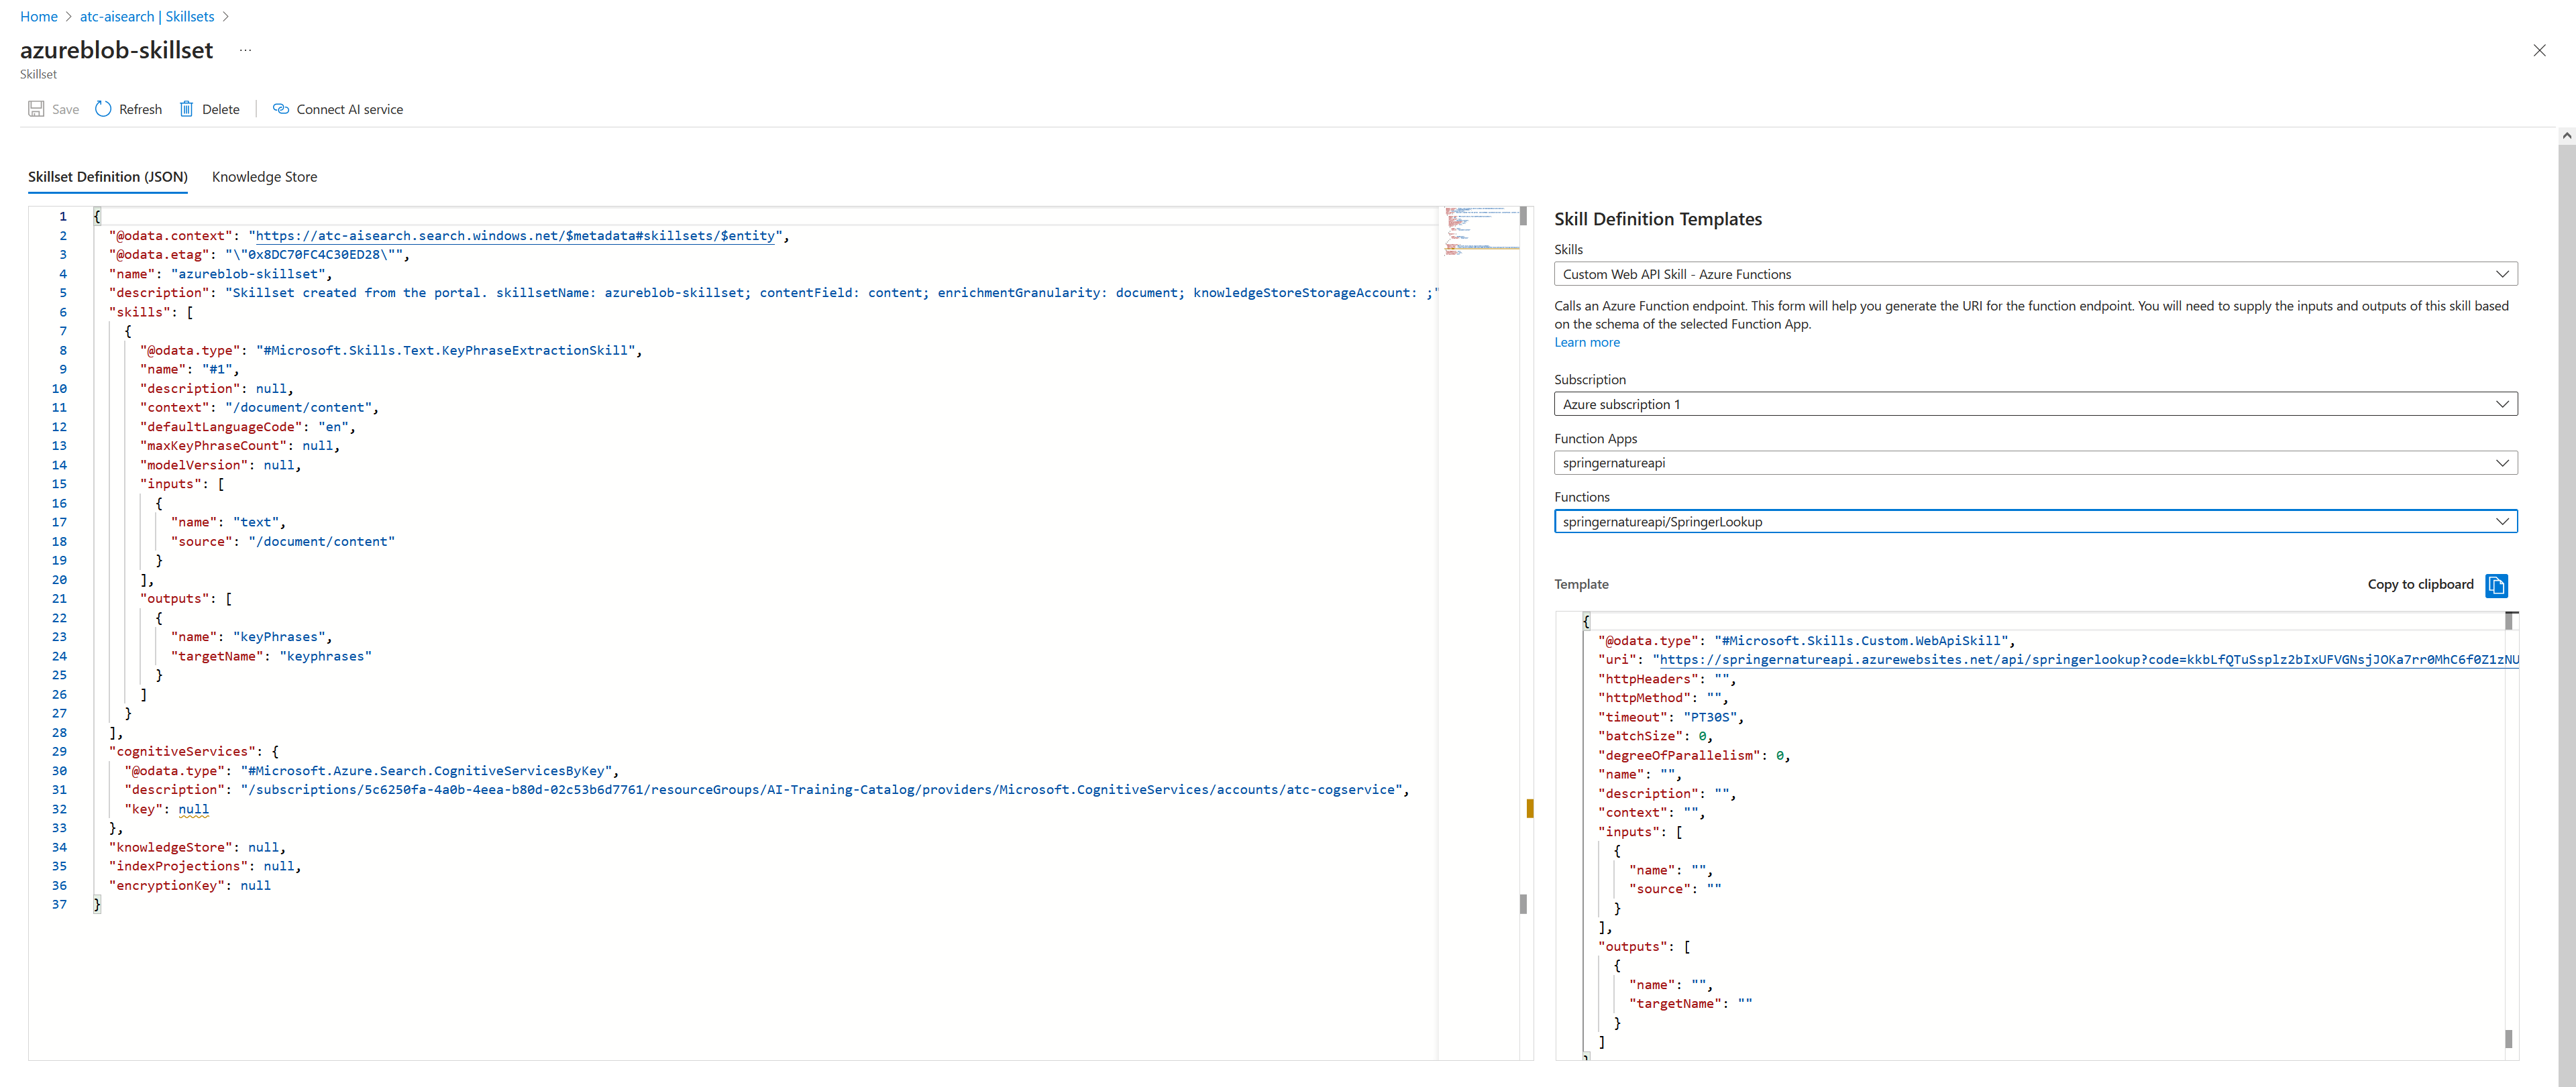 Home > atc-aisearch | Skillsets >
azureblob-skillset ...
Skillset
Save Refresh Delete | Connect AI service
Skillset Definition (JSON) Knowledge Store
1 {
2 "@odata.context": "https://atc-aisearch.search.windows.net/$metadata#skillsets/$entity",
3 "@odata.etag": "\"0x8DC70FC4C30ED28\"",
4 "name": "azureblob-skillset",
5 "description": "Skillset created from the portal. skillsetName: azureblob-skillset; contentField: content; enrichmentGranularity: document; knowledgeStoreStorageAccount: ;"
6 "skills": [
7 {
8 "@odata.type": "#Microsoft.Skills.Text.KeyPhraseExtractionSkill",
9 "name": "#1",
10 "description": null,
11 "context": "/document/content",
12 "defaultLanguageCode": "en",
13 "maxKeyPhraseCount": null,
14 "modelVersion": null,
15 "inputs": [
16 {
17 "name": "text",
18 "source": "/document/content"
19 }
20 ],
21 "outputs": [
22 {
23 "name": "keyPhrases",
24 "targetName": "keyphrases"
25 }
26 ]
27 }
28 ],
29 "cognitiveServices": {
30 "@odata.type": "#Microsoft.Azure.Search.CognitiveServicesByKey",
31 "description": "/subscriptions/5c6250fa-4a0b-4eea-b80d-02c53b6d7761/resourceGroups/AI-Training-Catalog/providers/Microsoft.CognitiveServices/accounts/atc-cogservice",
32 "key": null
33 },
34 "knowledgeStore": null,
35 "indexProjections": null,
36 "encryptionKey": null
37 }
Skill Definition Templates
Skills
Custom Web API Skill - Azure Functions
Calls an Azure Function endpoint. This form will help you generate the URI for the function endpoint. You will need to supply the inputs and outputs of this skill based
on the schema of the selected Function App.
Learn more
Subscription
Azure subscription 1
Function Apps
springernatureapi
Functions
springernatureapi/SpringerLookup
Template Copy to clipboard
{
"@odata.type": "#Microsoft.Skills.Custom.WebApiSkill",
"uri": "https://springernatureapi.azurewebsites.net/api/springerlookup?code=kkbLfQTuSsplz2bIxUFVGNsjJOKa7rr0MhC6f0Z1zNU
"httpHeaders": "",
"httpMethod": "",
"timeout": "PT30S",
"batchSize": 0,
"degreeOfParallelism": 0,
"name": "",
"description": "",
"context": "",
"inputs": [
{
"name": "",
"source": ""
}
],
"outputs": [
{
"name": "",
"targetName": ""
}
]
}